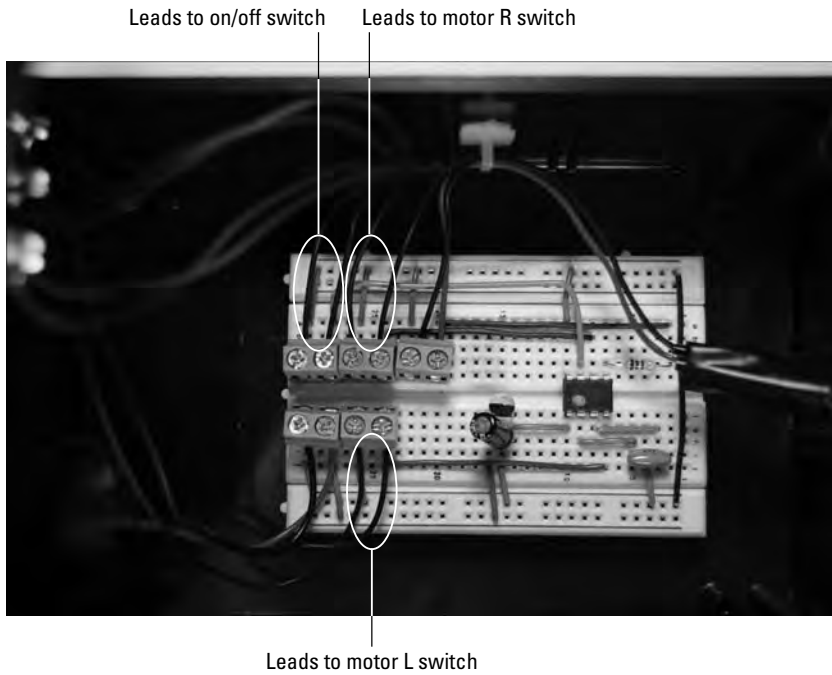 Leads to on/off switch
Leads to motor R switch
Leads to motor L switch